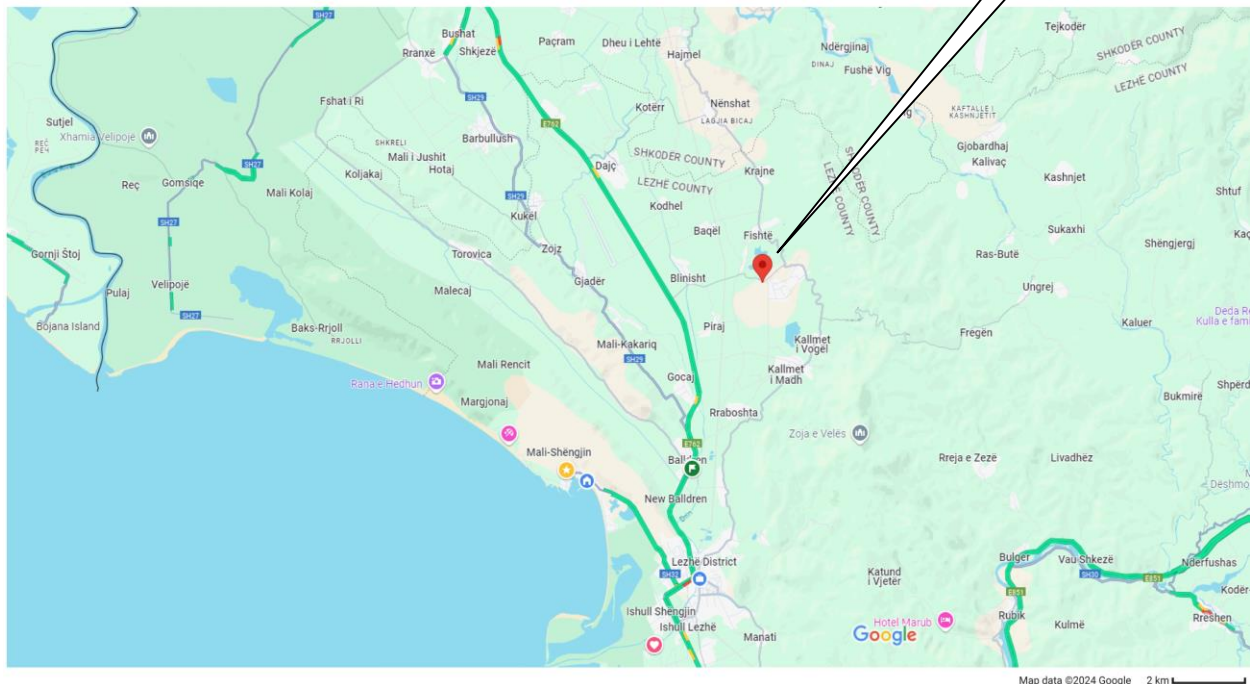 SH27
Bushat
Shkjezë
Rranxë
Paçram
Dheu i Lehtë
Hajmel
Ndërgjinaj
DINAJ
Fushë Vig
Tejkodër
SHKODËR COUNTY
LEZHË COUNTY
Fshat i Ri
SH29
E762
Kotërr
Nënshat
LAGJIA BICAJ
KAFTALLE I
KASHNJETIT
Sutjel
REČ
РЕЧ
Xhamia Velipojë
Barbullush
SHKRELI
Mali i Jushit
Hotaj
Koljakaj
Dajç
SHKODËR COUNTY
LEZHË COUNTY
Krajne
SHKODËR COUNTY
LEZHË COUNTY
Gjobardhaj
Kalivaç
Kashnjet
Shtuf
Reç
Gomsiqe
SH27
Mali Kolaj
SH29
Kukël
Kodhel
Baqël
Fishtë
Sukaxhi
Shëngjergj
SH27
Gornji Štoj
Pulaj
Velipojë
Torovica
Zojz
Gjadër
Malecaj
Blinisht
Ras-Butë
Ungrej
Bojana Island
SH27
Baks-Rrjoll
RRJOLLI
Mali-Kakariq
SH29
Piraj
Kallmet
i Vogël
Fregën
Kaluer
Mali Rencit
Rana e Hedhun
Margjonaj
Gocaj
Kallmet
i Madh
Rraboshta
Bukmirë
Zoja e Velës
E762
Mali-Shëngjin
Balldren
Rreja e Zezë
Livadhëz
New Balldren
Lezhë District
SH32
Katund
i Vjetër
Bulger
Vau Shkezë
SH30
E851
Nderfushas
E851
Ishull Shengjin
Ishull Lezhë
Manati
Hotel Marub
Google
Rubik
Kulmë
Rreshen
Map data ©2024 Google 2 km